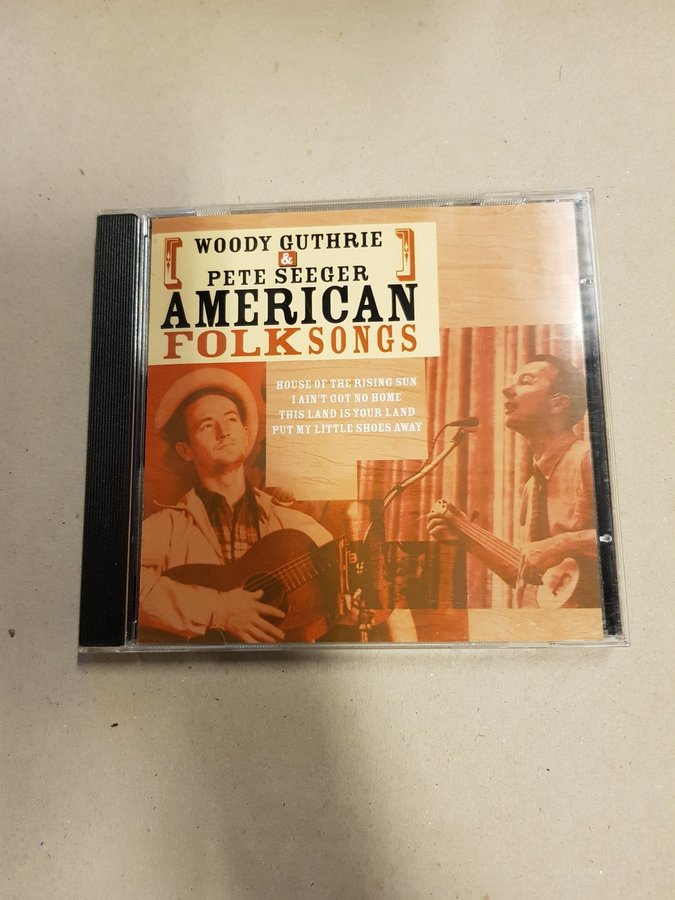 WOODY GUTHRIE
&
PETE SEEGER
AMERICAN
FOLK SONGS
HOUSE OF THE RISING SUN
I AIN'T GOT NO HOME
THIS LAND IS YOUR LAND
PUT MY LITTLE SHOES AWAY